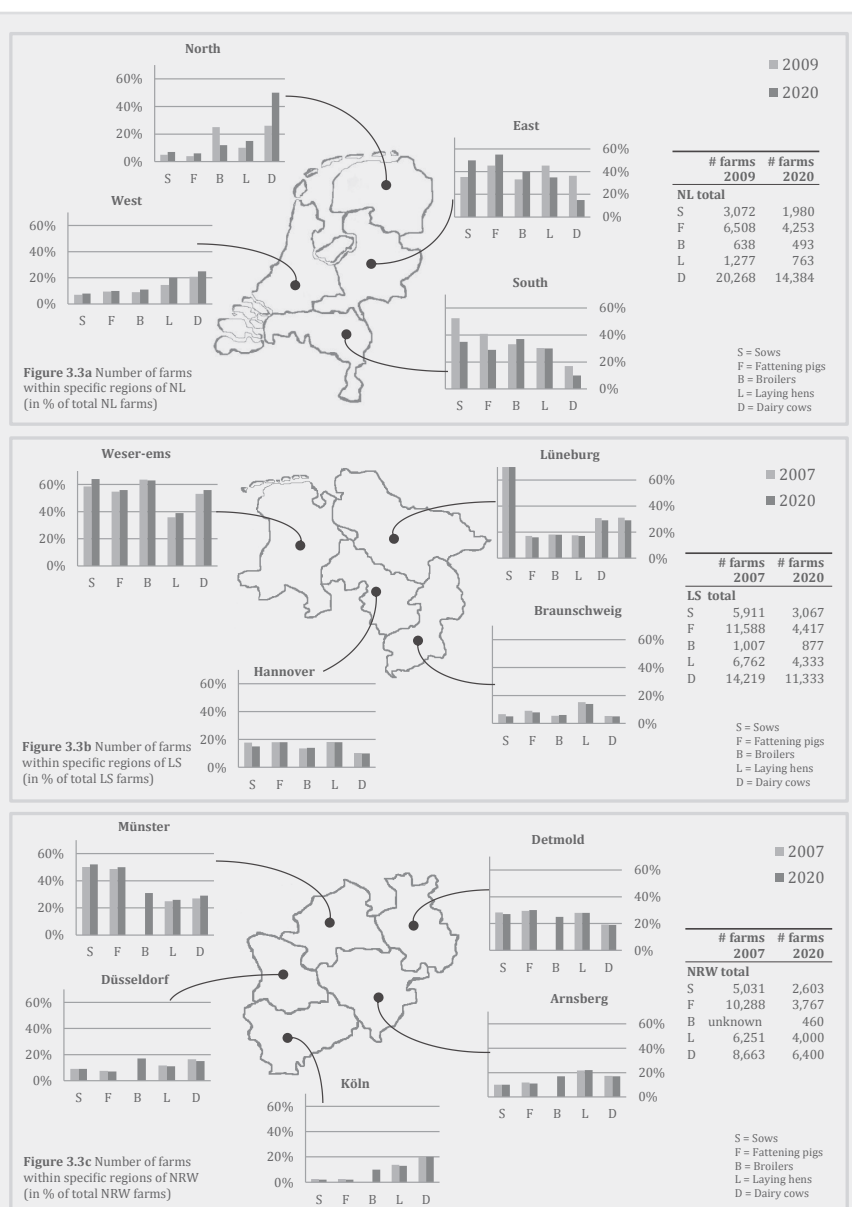 North
60%
40%
20%
0%
S F B L D
2009
2020
East
60%
40%
20%
0%
S F B L D
West
60%
40%
20%
0%
S F B L D
South
60%
40%
20%
0%
S F B L D
# farms # farms
2009 2020
NL total
S 3,072 1,980
F 6,508 4,253
B 638 493
L 1,277 763
D 20,268 14,384
S = Sows
F = Fattening pigs
B = Broilers
L = Laying hens
D = Dairy cows
Figure 3.3a Number of farms
within specific regions of NL
(in % of total NL farms)
Weser-ems
60%
40%
20%
0%
S F B L D
Lüneburg
60%
40%
20%
0%
S F B L D
2007
2020
Braunschweig
60%
40%
20%
0%
S F B L D
Hannover
60%
40%
20%
0%
S F B L D
# farms # farms
2007 2020
LS total
S 5,911 3,067
F 11,588 4,417
B 1,007 877
L 6,762 4,333
D 14,219 11,333
S = Sows
F = Fattening pigs
B = Broilers
L = Laying hens
D = Dairy cows
Figure 3.3b Number of farms
within specific regions of LS
(in % of total LS farms)
Münster
60%
40%
20%
0%
S F B L D
Detmold
60%
40%
20%
0%
S F B L D
2007
2020
Düsseldorf
60%
40%
20%
0%
S F B L D
Arnsberg
60%
40%
20%
0%
S F B L D
Köln
60%
40%
20%
0%
S F B L D
# farms # farms
2007 2020
NRW total
S 5,031 2,603
F 10,288 3,767
B unknown 460
L 6,251 4,000
D 8,663 6,400
S = Sows
F = Fattening pigs
B = Broilers
L = Laying hens
D = Dairy cows
Figure 3.3c Number of farms
within specific regions of NRW
(in % of total NRW farms)